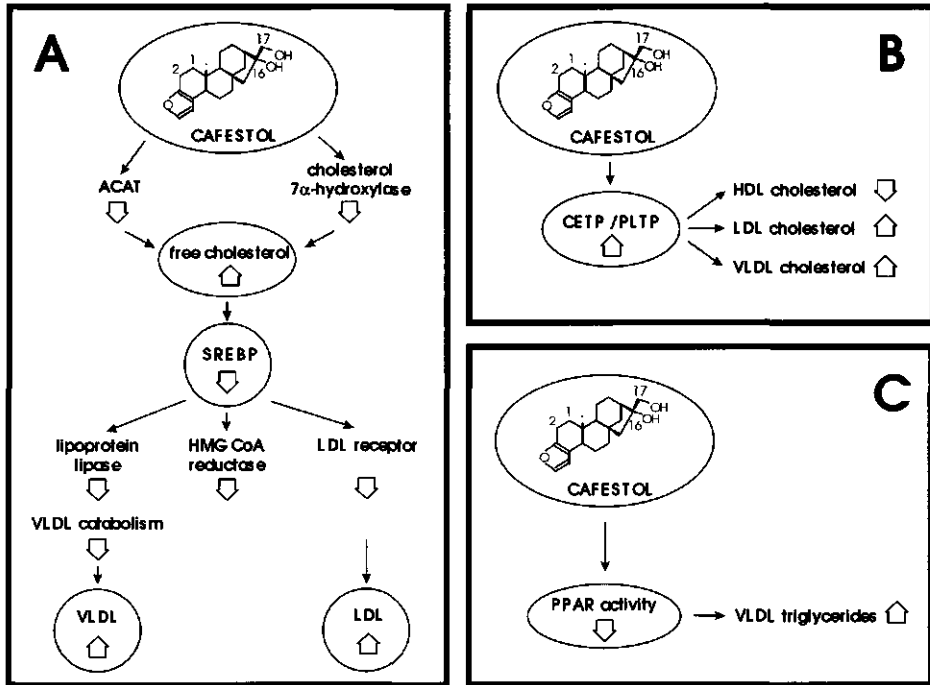 A
17
OH
OH
1
2
16
O
CAFESTOL
ACAT
cholesterol
7α-hydroxylase
free cholesterol
SREBP
lipoprotein
lipase
HMG CoA
reductase
LDL receptor
VLDL catabolism
VLDL
LDL
B
17
OH
OH
1
2
16
O
CAFESTOL
CETP /PLTP
HDL cholesterol
LDL cholesterol
VLDL cholesterol
C
17
OH
OH
1
2
16
O
CAFESTOL
PPAR activity
VLDL triglycerides